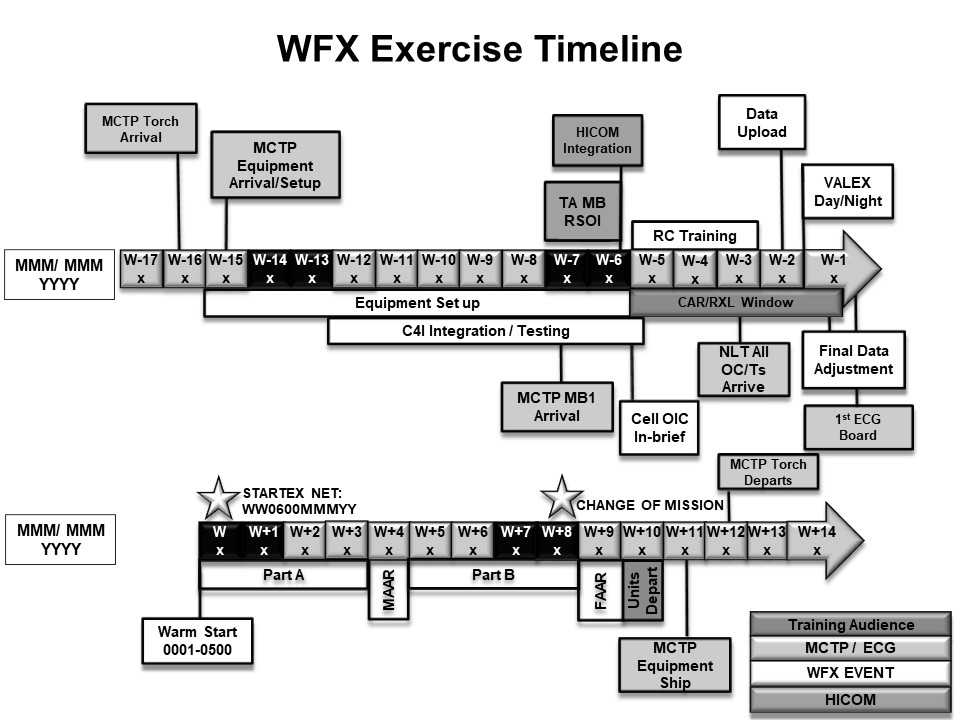 WFX Exercise Timeline
MCTP Torch
Arrival
MCTP
Equipment
Arrival/Setup
HICOM
Integration
TA MB
RSOI
Data
Upload
VALEX
Day/Night
RC Training
MMM/ MMM
YYYY
W-17 W-16 W-15 W-14 W-13 W-12 W-11 W-10 W-9 W-8 W-7 W-6 W-5 W-4 W-3 W-2 W-1
x x x x x x x x x x x x x x x x x
Equipment Set up
CAR/RXL Window
C4I Integration / Testing
MCTP MB1
Arrival
Cell OIC
In-brief
NLT All
OC/Ts
Arrive
Final Data
Adjustment
1st ECG
Board
MCTP Torch
Departs
STARTEX NET:
WW0600MMMYY
CHANGE OF MISSION
MMM/ MMM
YYYY
W W+1 W+2 W+3 W+4 W+5 W+6 W+7 W+8 W+9 W+10 W+11 W+12 W+13 W+14
x x x x x x x x x x x x x x x
Part A
MAAR
Part B
FAAR
Units
Depart
Warm Start
0001-0500
MCTP
Equipment
Ship
Training Audience
MCTP / ECG
WFX EVENT
HICOM